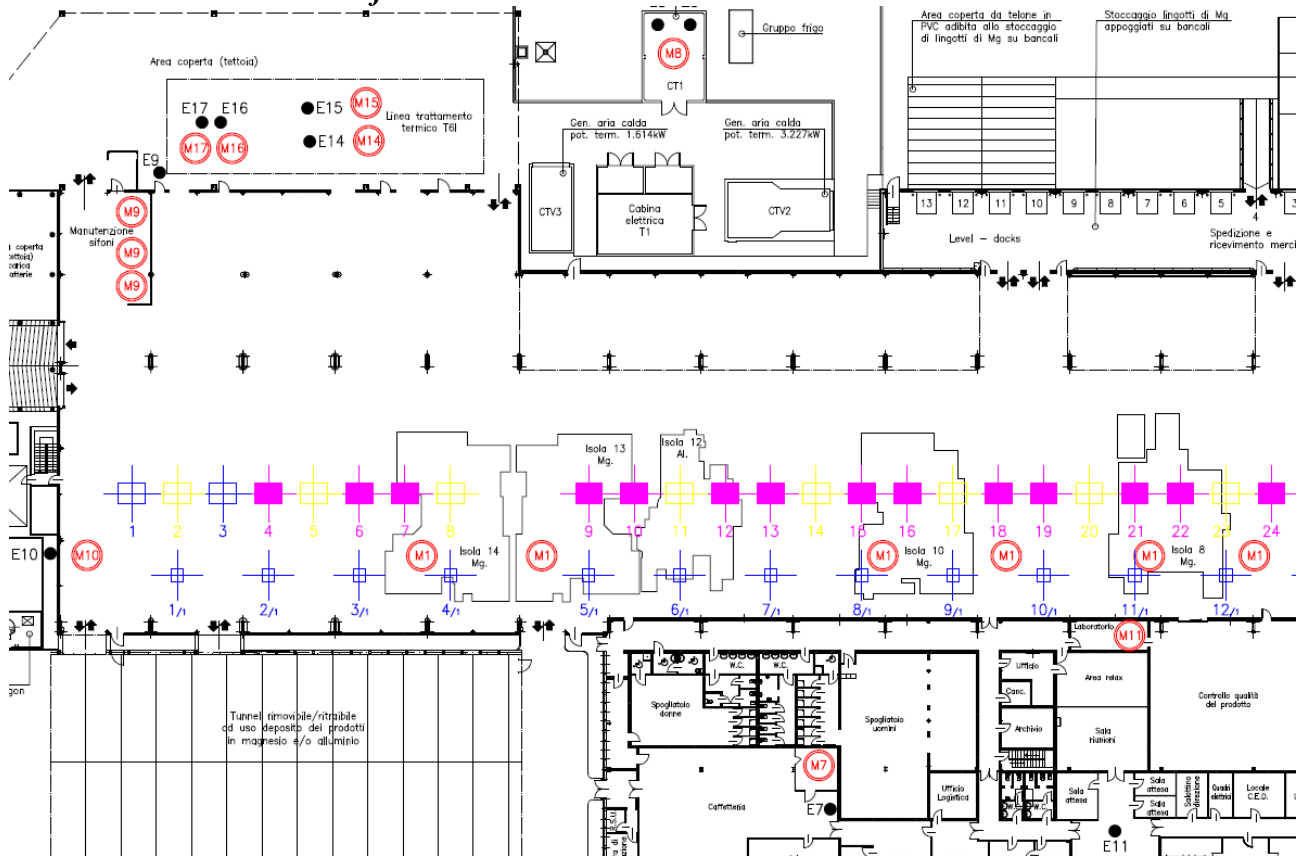 Area coperta da telone in
PVC adibita allo stoccaggio
di lingotti di Mg su bancali
Stoccaggio lingotti di Mg
appoggiati su bancali
Gruppo frigo
M8
CT1
Area coperta (tettoia)
E17
E16
E15
M15
Linea trattamento
termico T6I
M17
M16
E14
M14
E9
Gen. aria calda
pot. term. 1.614kW
Gen. aria calda
pot. term. 3.227kW
CTV3
Cabina
elettrica
T1
CTV2
13
12
11
10
9
8
7
6
5
4
Level - docks
Spedizione e
ricevimento merci
M9
Manutenzione
sifoni
M9
M9
coperta
Isola 13
Mg.
Isola 12
Al.
1
2
3
4
5
6
7
8
9
10
11
12
13
14
15
16
17
18
19
20
21
22
23
24
E10
M10
M1
Isola 14
Mg.
M1
M1
Isola 10
Mg.
M1
M1
Isola 8
Mg.
M1
1/1
2/1
3/1
4/1
5/1
6/1
7/1
8/1
9/1
10/1
11/1
12/1
Laboratorio
M11
W.C.
W.C.
Ufficio
Canc.
Area relax
Controllo qualità
del prodotto
Spogliatoio
donne
Spogliatoio
uomini
Archivio
Sala
riunioni
Tunnel rimovibile/ritraibile
ad uso deposito dei prodotti
in magnesio e/o alluminio
M7
Caffetteria
E7
Ufficio
Logistica
W.C.
W.C.
Sala
attesa
Sala
attesa
Sala
attesa
Salottino
direzione
Quadri
elettrici
Locale
C.E.D.
E11